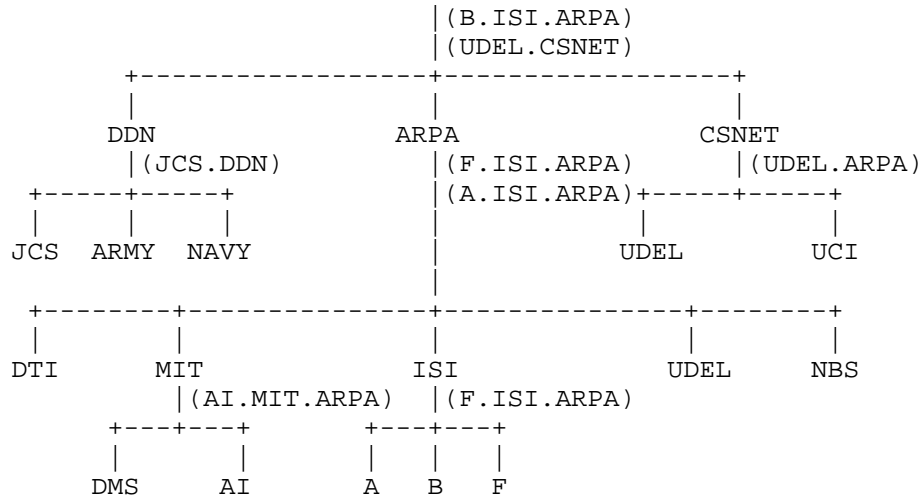 |(B.ISI.ARPA)
|(UDEL.CSNET)
+------------------+------------------+
| | |
DDN ARPA CSNET
|(JCS.DDN) |(F.ISI.ARPA) |(UDEL.ARPA)
+-----+-----+ |(A.ISI.ARPA)+-----+-----+
| | | | | |
JCS ARMY NAVY | UDEL UCI
|
+--------+---------------+---------------+--------+
| | | | |
DTI MIT ISI UDEL NBS
|(AI.MIT.ARPA) |(F.ISI.ARPA)
+---+---+ +---+---+
| | | | |
DMS AI A B F